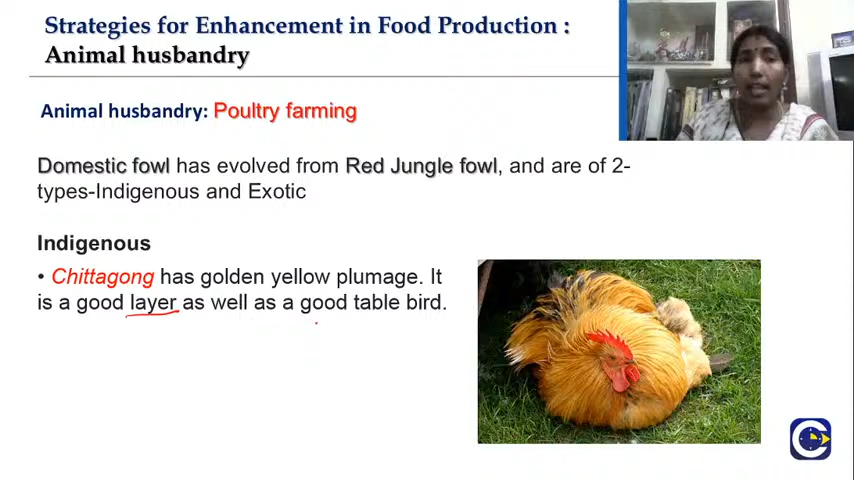 Strategies for Enhancement in Food Production :
Animal husbandry
Animal husbandry: Poultry farming
Domestic fowl has evolved from Red Jungle fowl, and are of 2-
types-Indigenous and Exotic
Indigenous
• Chittagong has golden yellow plumage. It
is a good layer as well as a good table bird.